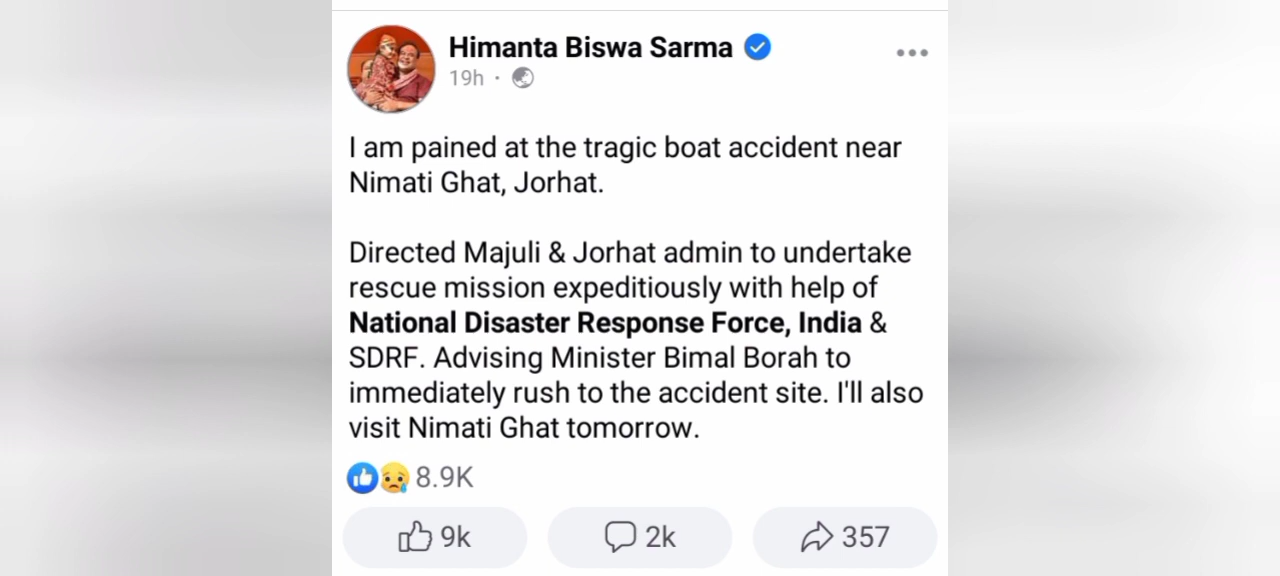 Himanta Biswa Sarma
19h ·
I am pained at the tragic boat accident near
Nimati Ghat, Jorhat.
Directed Majuli & Jorhat admin to undertake
rescue mission expeditiously with help of
National Disaster Response Force, India &
SDRF. Advising Minister Bimal Borah to
immediately rush to the accident site. I'll also
visit Nimati Ghat tomorrow.
8.9K
9k 2k 357